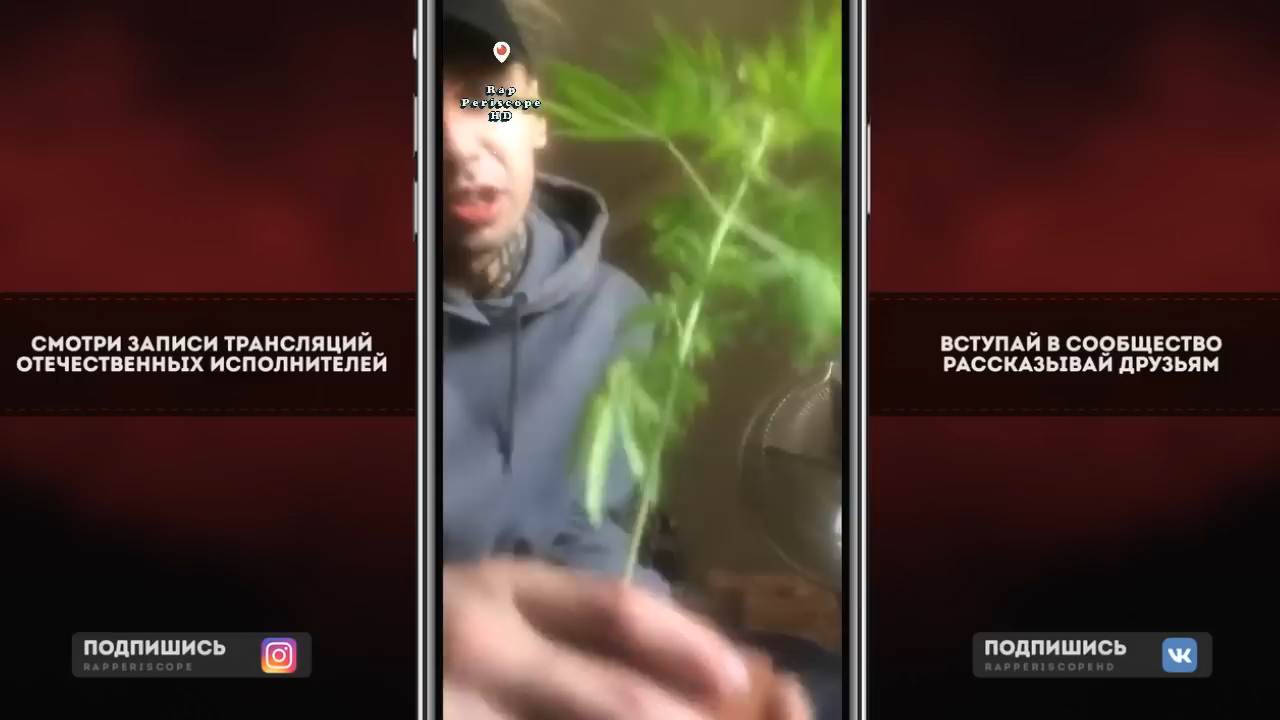 Rap
Periscope
HD
СМОТРИ ЗАПИСИ ТРАНСЛЯЦИЙ
ОТЕЧЕСТВЕННЫХ ИСПОЛНИТЕЛЕЙ
ВСТУПАЙ В СООБЩЕСТВО
РАССКАЗЫВАЙ ДРУЗЬЯМ
ПОДПИШИСЬ
RAPPERISCOPE
ПОДПИШИСЬ
RAPPERISCOPEHD